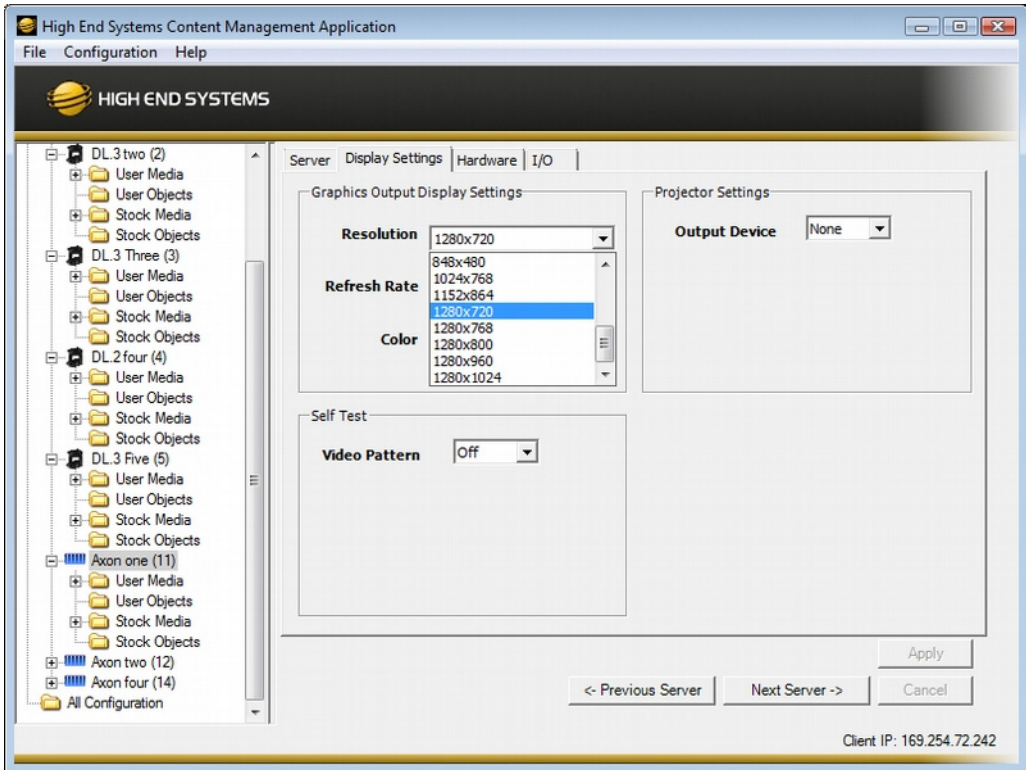 High End Systems Content Management Application
File Configuration Help
HIGH END SYSTEMS
DL.3 two (2)
User Media
User Objects
Stock Media
Stock Objects
DL.3 Three (3)
User Media
User Objects
Stock Media
Stock Objects
DL.2 four (4)
User Media
User Objects
Stock Media
Stock Objects
DL.3 Five (5)
User Media
User Objects
Stock Media
Stock Objects
Axon one (11)
User Media
User Objects
Stock Media
Stock Objects
Axon two (12)
Axon four (14)
All Configuration
Server Display Settings Hardware I/O
Graphics Output Display Settings
Resolution 1280x720
848x480
1024x768
1152x864
1280x720
1280x768
1280x800
1280x960
1280x1024
Refresh Rate
Color
Projector Settings
Output Device None
Self Test
Video Pattern Off
Apply
<- Previous Server Next Server -> Cancel
Client IP: 169.254.72.242